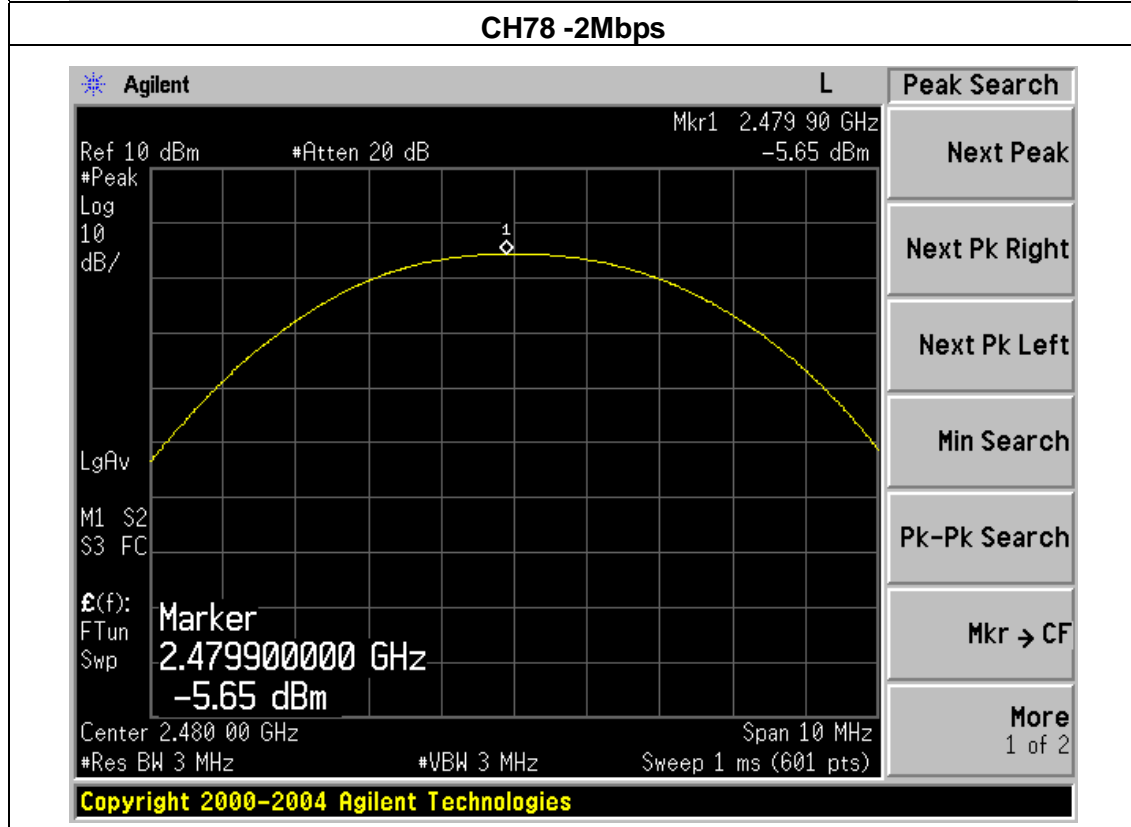 CH78 -2Mbps
Agilent L Peak Search
Mkr1 2.479 90 GHz
Ref 10 dBm #Atten 20 dB -5.65 dBm
#Peak
Log
10
dB/
1
LgAv
M1 S2
S3 FC
£(f):
FTun
Swp
Marker
2.479900000 GHz
-5.65 dBm
Center 2.480 00 GHz Span 10 MHz
#Res BW 3 MHz #VBW 3 MHz Sweep 1 ms (601 pts)
Next Peak
Next Pk Right
Next Pk Left
Min Search
Pk-Pk Search
Mkr → CF
More
1 of 2
Copyright 2000-2004 Agilent Technologies